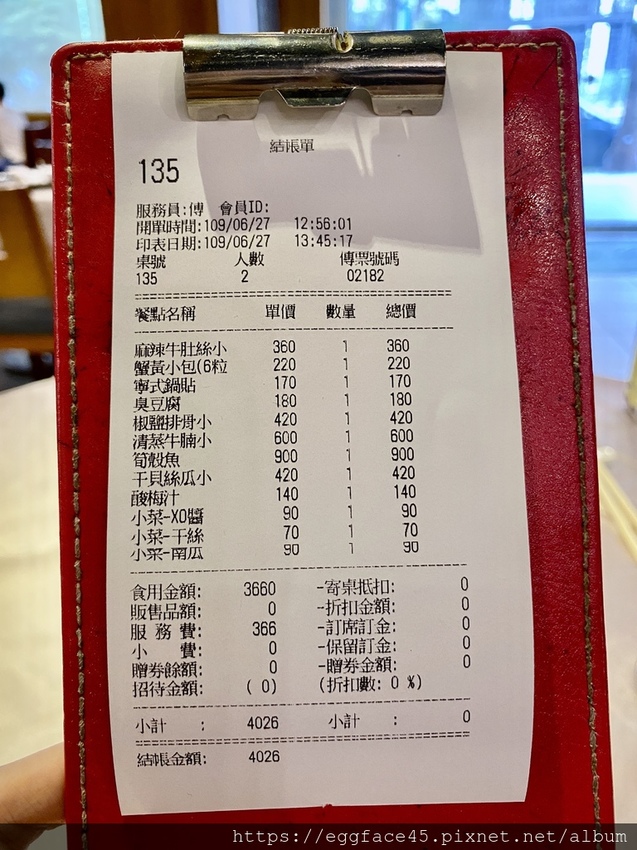 結帳單
135
服務員:傅 會員ID:
開單時間:109/06/27 12:56:01
印表日期:109/06/27 13:45:17
桌號 人數 傳票號碼
135 2 02182
餐點名稱 單價 數量 總價
麻辣牛肚絲小 360 1 360
蟹黃小包(6粒 220 1 220
寧式鍋貼 170 1 170
臭豆腐 180 1 180
椒鹽排骨小 420 1 420
清蒸牛腩小 600 1 600
筍殼魚 900 1 900
干貝絲瓜小 420 1 420
酸梅汁 140 1 140
小菜-XO醬 90 1 90
小菜-干絲 70 1 70
小菜-南瓜 90 1 90
食用金額: 3660 -寄桌抵扣: 0
販售品額: 0 -折扣金額: 0
服 務 費: 366 -訂席訂金: 0
小 費: 0 -保留訂金: 0
贈券餘額: 0 -贈券金額: 0
招待金額: ( 0) (折扣數: 0 %)
小計 : 4026 小計 : 0
結帳金額: 4026
https://eggface45.pixnet.net/album